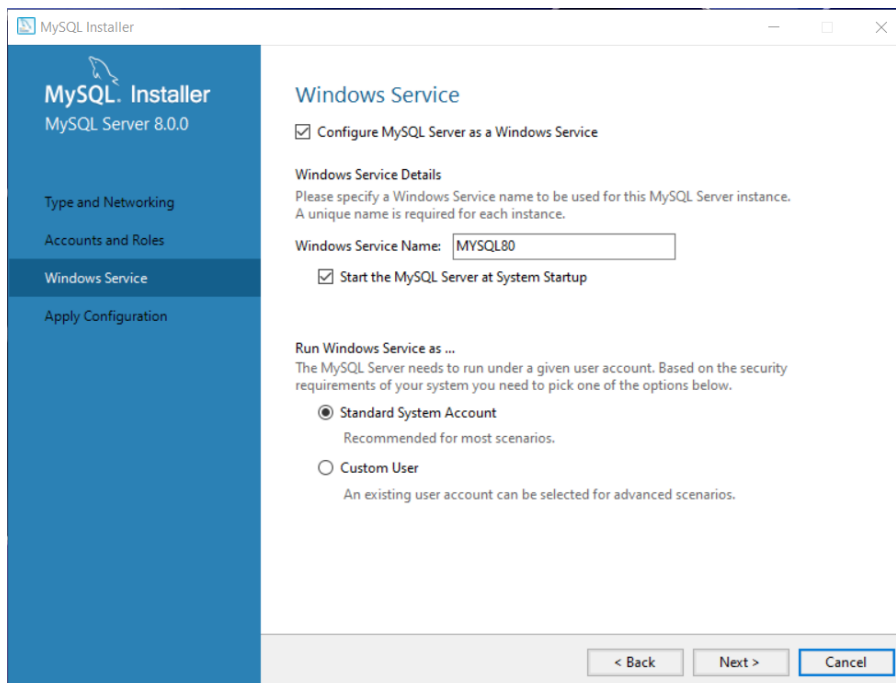 MySQL Installer
MySQL. Installer
MySQL Server 8.0.0
Type and Networking
Accounts and Roles
Windows Service
Apply Configuration
Windows Service
Configure MySQL Server as a Windows Service
Windows Service Details
Please specify a Windows Service name to be used for this MySQL Server instance.
A unique name is required for each instance.
Windows Service Name: MYSQL80
Start the MySQL Server at System Startup
Run Windows Service as ...
The MySQL Server needs to run under a given user account. Based on the security
requirements of your system you need to pick one of the options below.
Standard System Account
Recommended for most scenarios.
Custom User
An existing user account can be selected for advanced scenarios.
< Back Next > Cancel